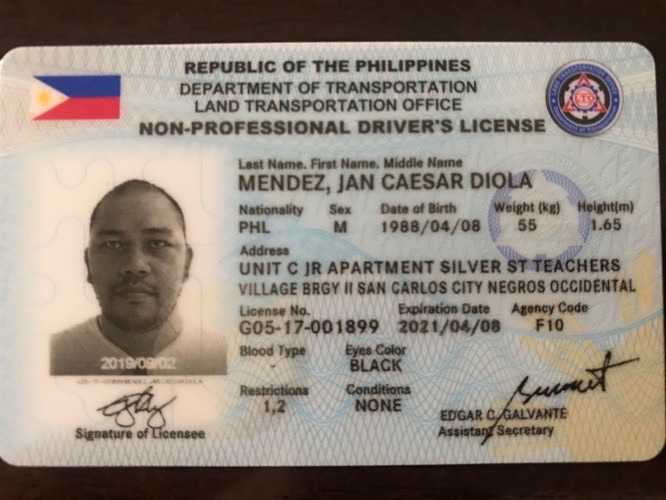 REPUBLIC OF THE PHILIPPINES
DEPARTMENT OF TRANSPORTATION
LAND TRANSPORTATION OFFICE
NON-PROFESSIONAL DRIVER'S LICENSE
Last Name, First Name, Middle Name
MENDEZ, JAN CAESAR DIOLA
Nationality Sex Date of Birth Weight (kg) Height(m)
PHL M 1988/04/08 55 1.65
Address
UNIT C JR APARTMENT SILVER ST TEACHERS
VILLAGE BRGY II SAN CARLOS CITY NEGROS OCCIDENTAL
License No. Expiration Date Agency Code
G05-17-001899 2021/04/08 F10
Blood Type Eyes Color
- BLACK
Restrictions Conditions
1,2 NONE
2019/09/02
Signature of Licensee
EDGAR C. GALVANTE
Assistant Secretary